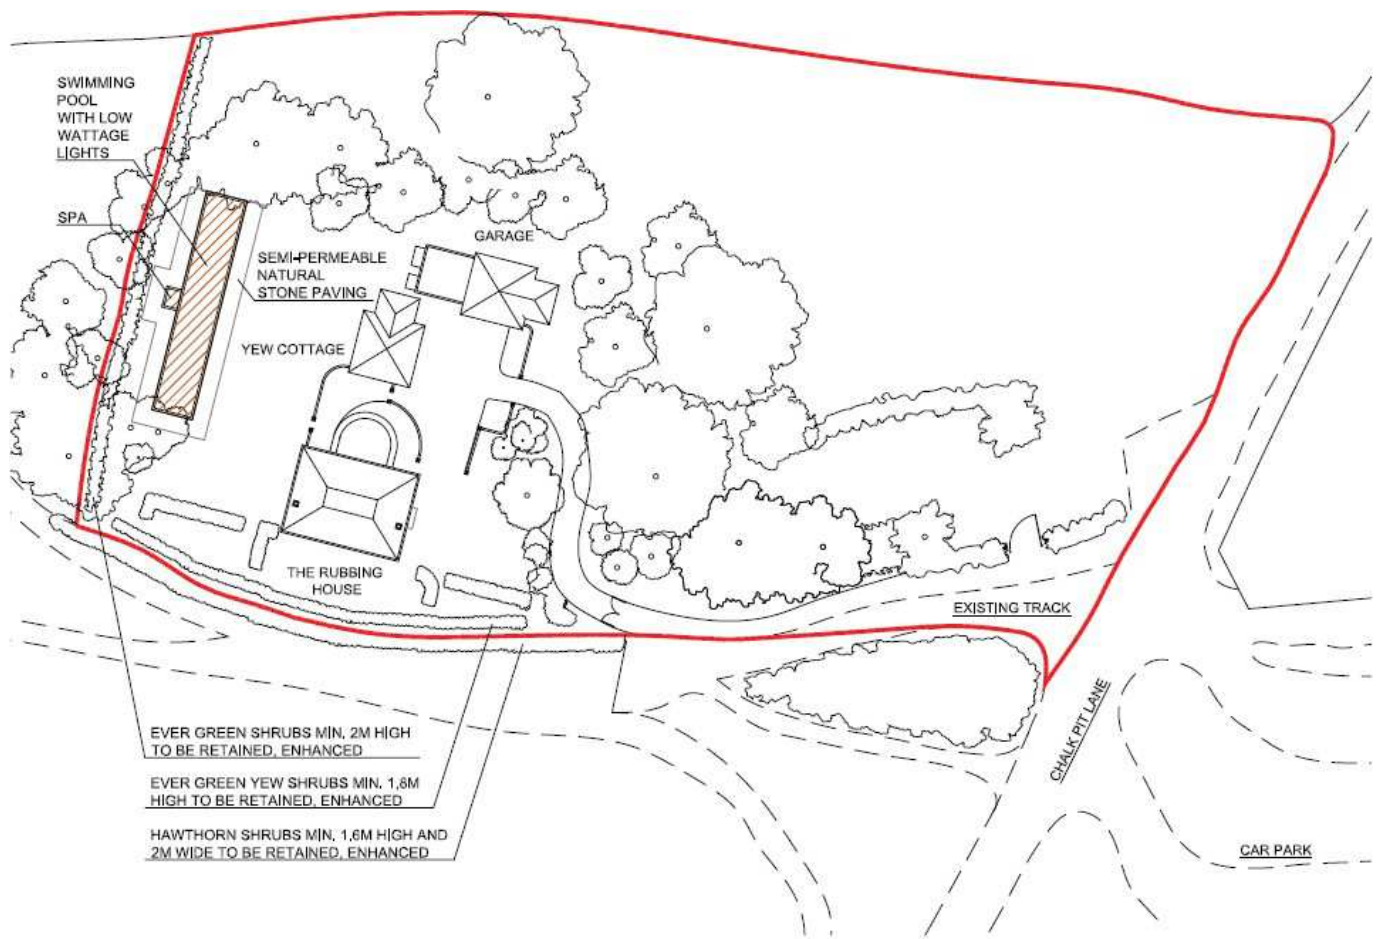 SWIMMING
POOL
WITH LOW
WATTAGE
LIGHTS
SPA
GARAGE
SEMI-PERMEABLE
NATURAL
STONE PAVING
YEW COTTAGE
THE RUBBING
HOUSE
EXISTING TRACK
CHALK PIT LANE
EVER GREEN SHRUBS MIN. 2M HIGH
TO BE RETAINED, ENHANCED
EVER GREEN YEW SHRUBS MIN. 1,8M
HIGH TO BE RETAINED, ENHANCED
HAWTHORN SHRUBS MIN. 1,6M HIGH AND
2M WIDE TO BE RETAINED, ENHANCED
CAR PARK